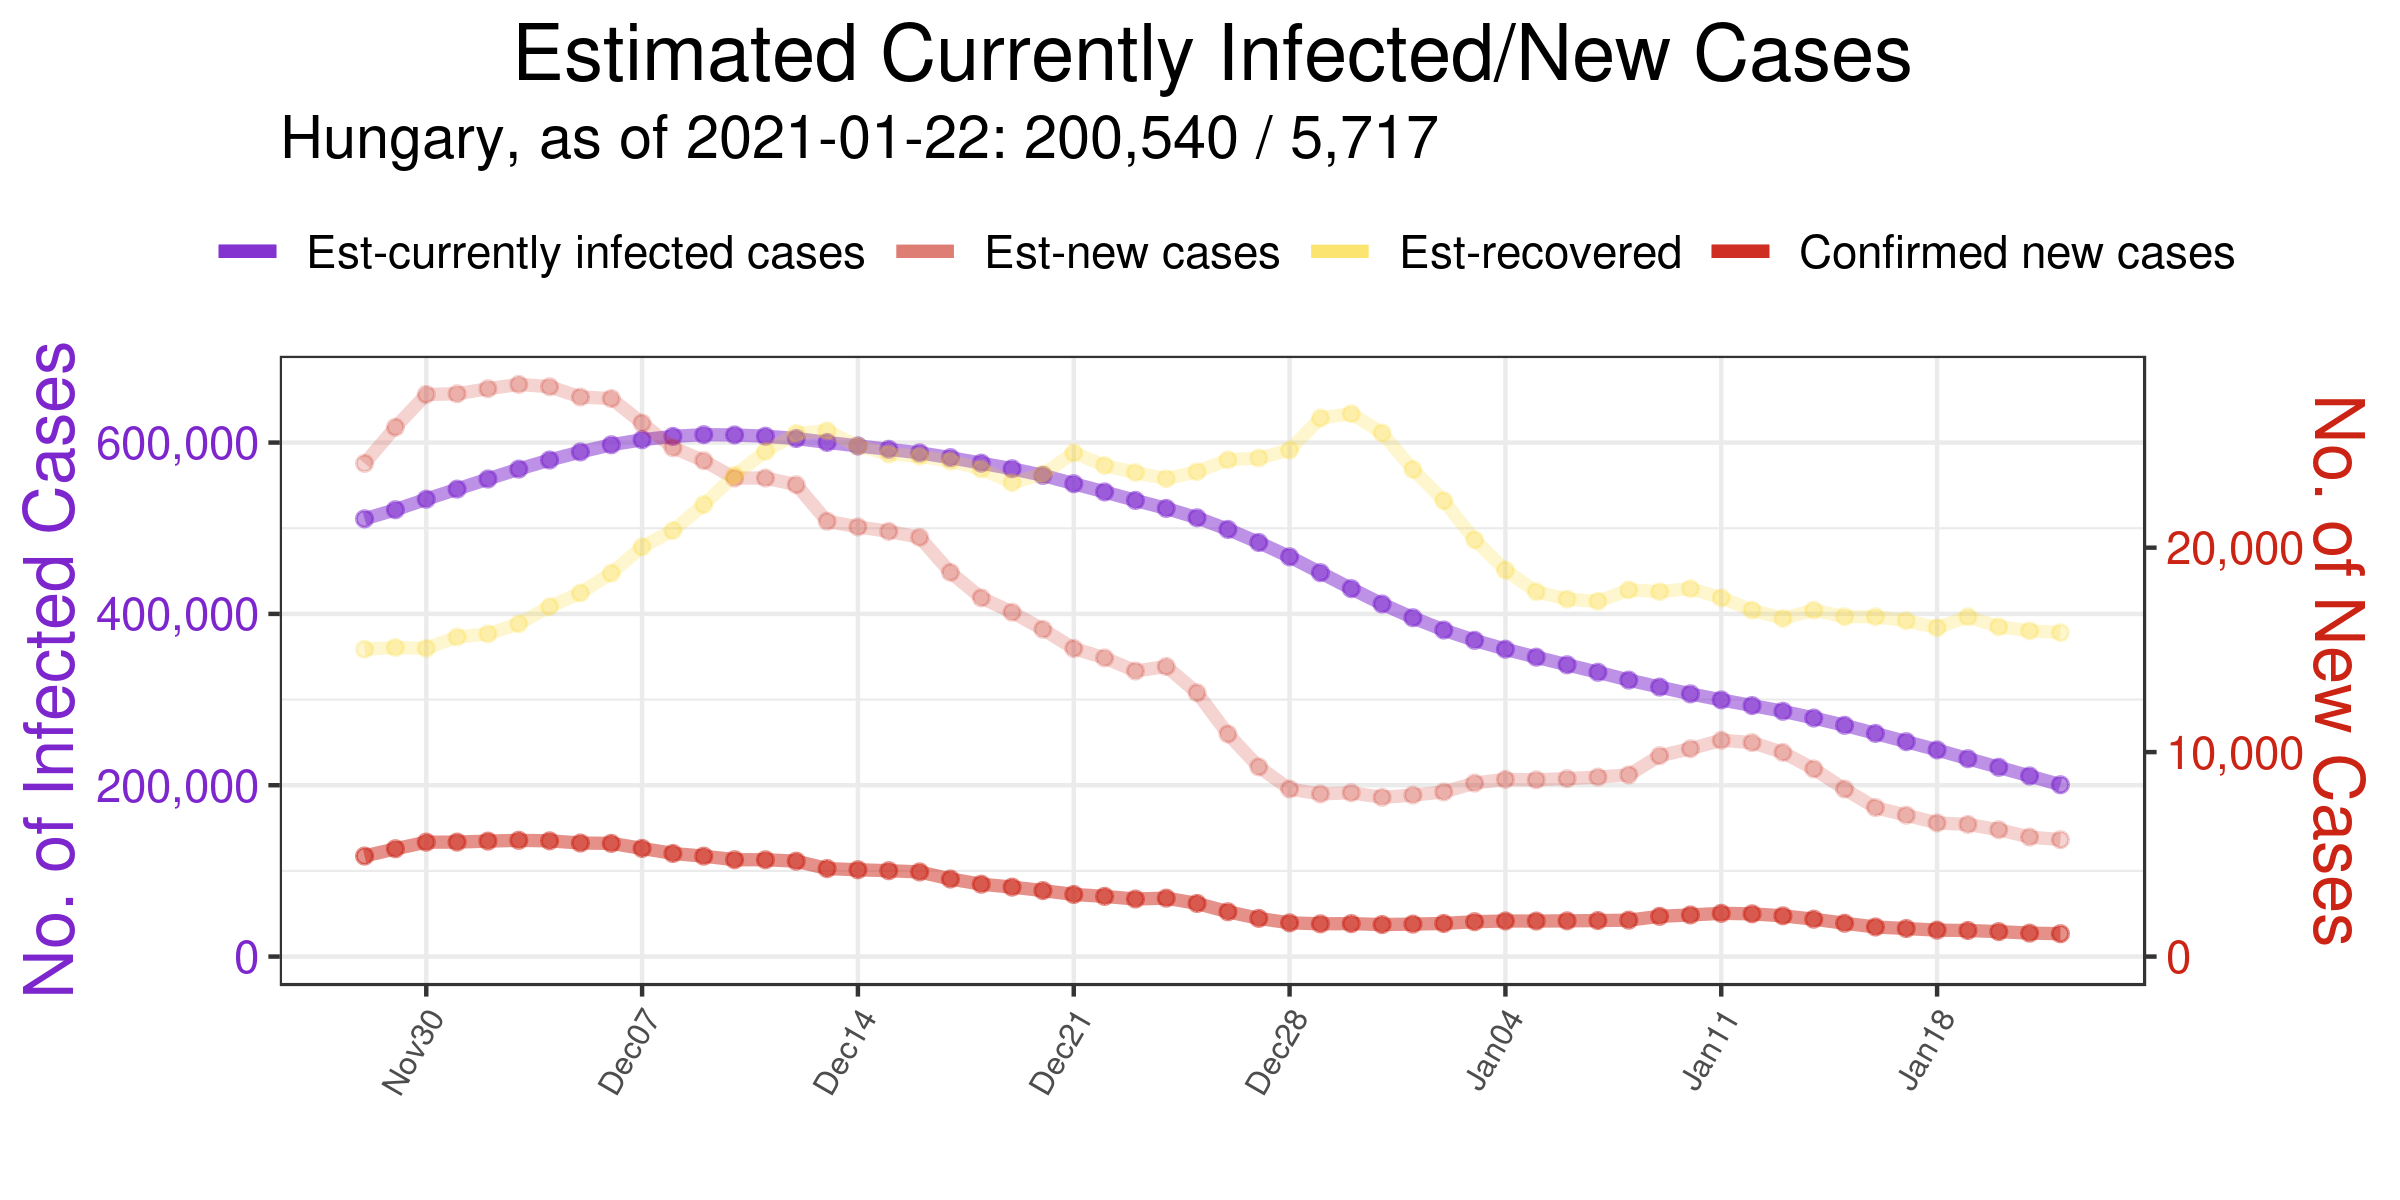 Estimated Currently Infected/New Cases
Hungary, as of 2021-01-22: 200,540 / 5,717
Est-currently infected cases
Est-new cases
Est-recovered
Confirmed new cases
No. of Infected Cases
600,000
400,000
200,000
0
20,000
10,000
0
No. of New Cases
Nov30
Dec07
Dec14
Dec21
Dec28
Jan04
Jan11
Jan18